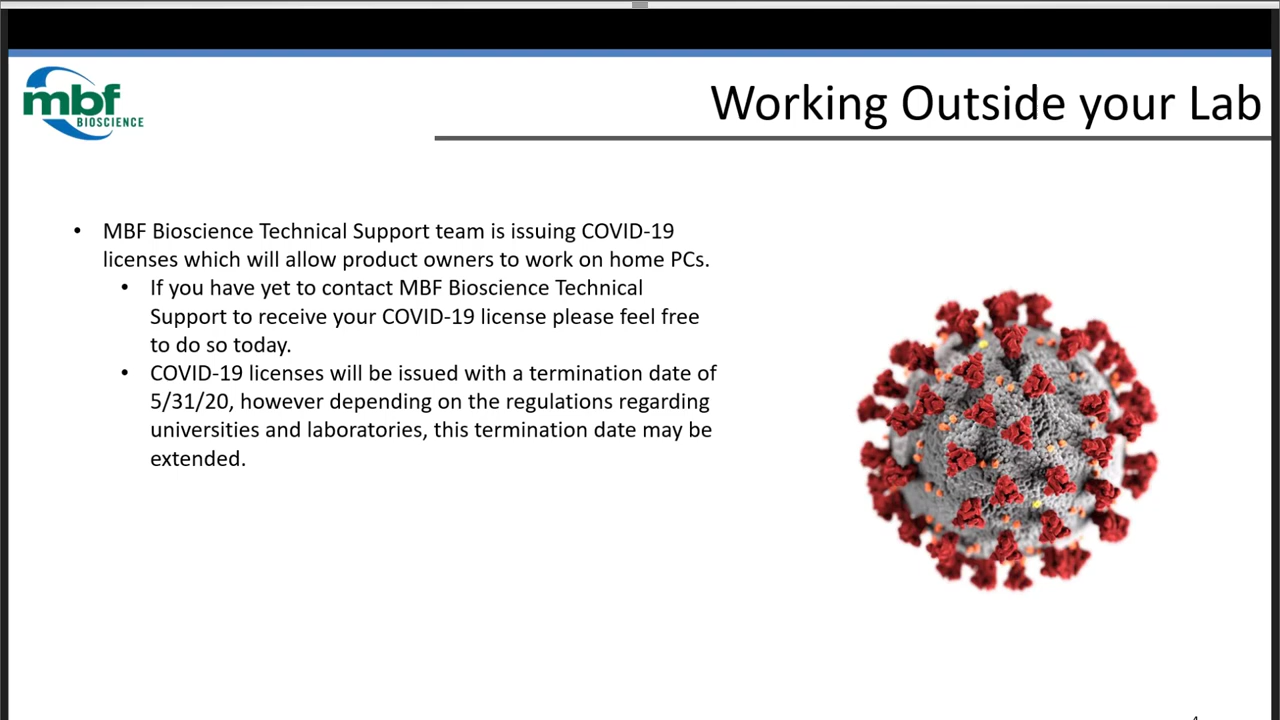 mbf
BIOSCIENCE
Working Outside your Lab
• MBF Bioscience Technical Support team is issuing COVID-19
licenses which will allow product owners to work on home PCs.
• If you have yet to contact MBF Bioscience Technical
Support to receive your COVID-19 license please feel free
to do so today.
• COVID-19 licenses will be issued with a termination date of
5/31/20, however depending on the regulations regarding
universities and laboratories, this termination date may be
extended.